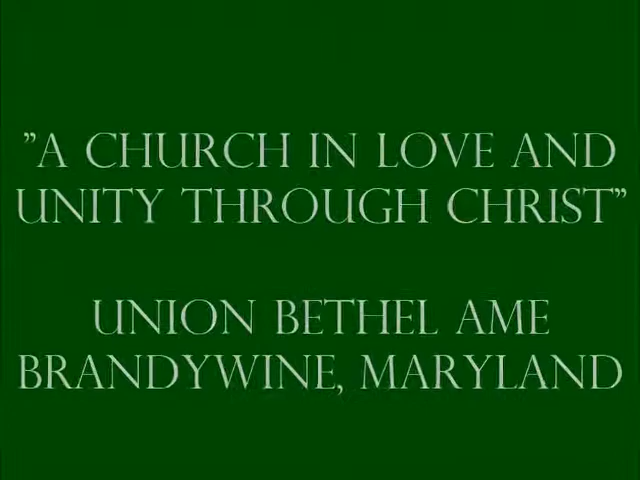 "A CHURCH IN LOVE AND
UNITY THROUGH CHRIST"
UNION BETHEL AME
BRANDYWINE, MARYLAND